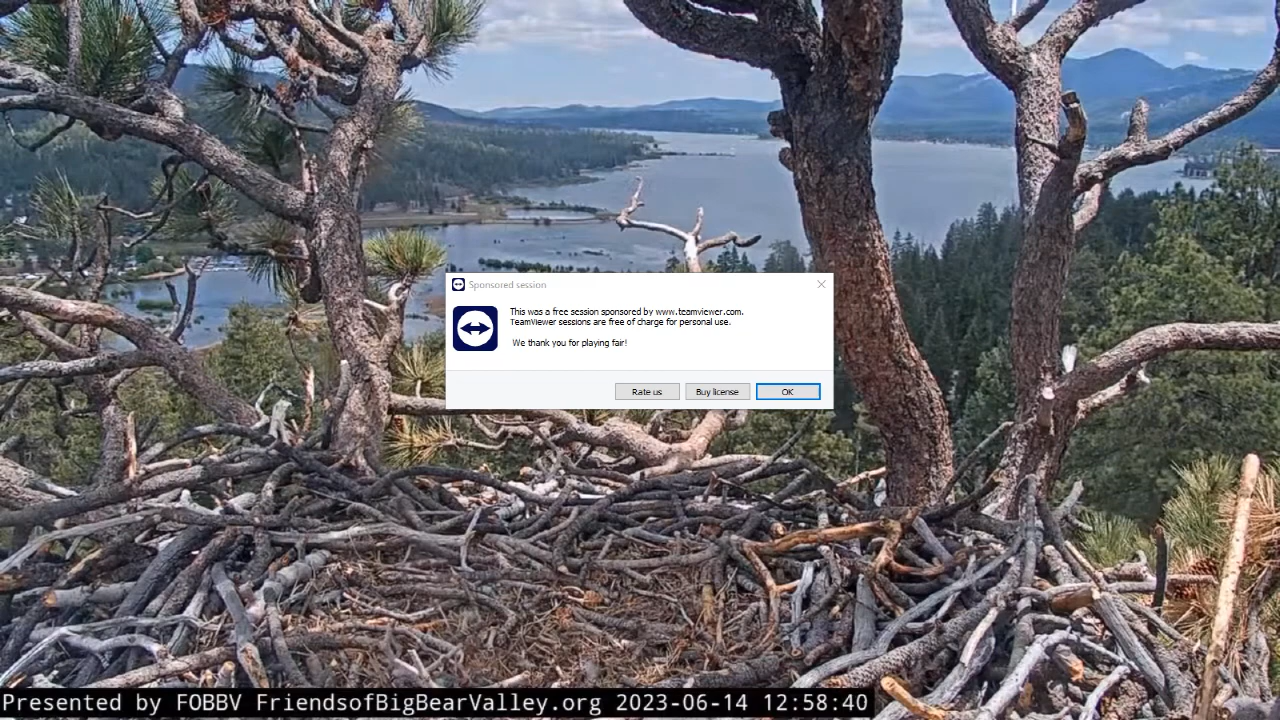 Sponsored session
This was a free session sponsored by www.teamviewer.com.
TeamViewer sessions are free of charge for personal use.
We thank you for playing fair!
Rate us
Buy license
OK
Presented by FOBBV FriendsofBigBearValley.org 2023-06-14 12:58:40